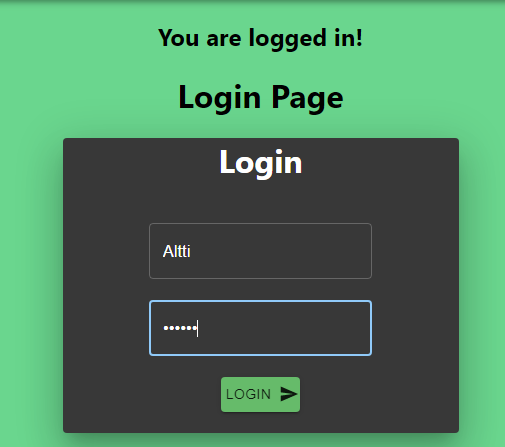 You are logged in!
Login Page
Login
Altti
••••••
LOGIN